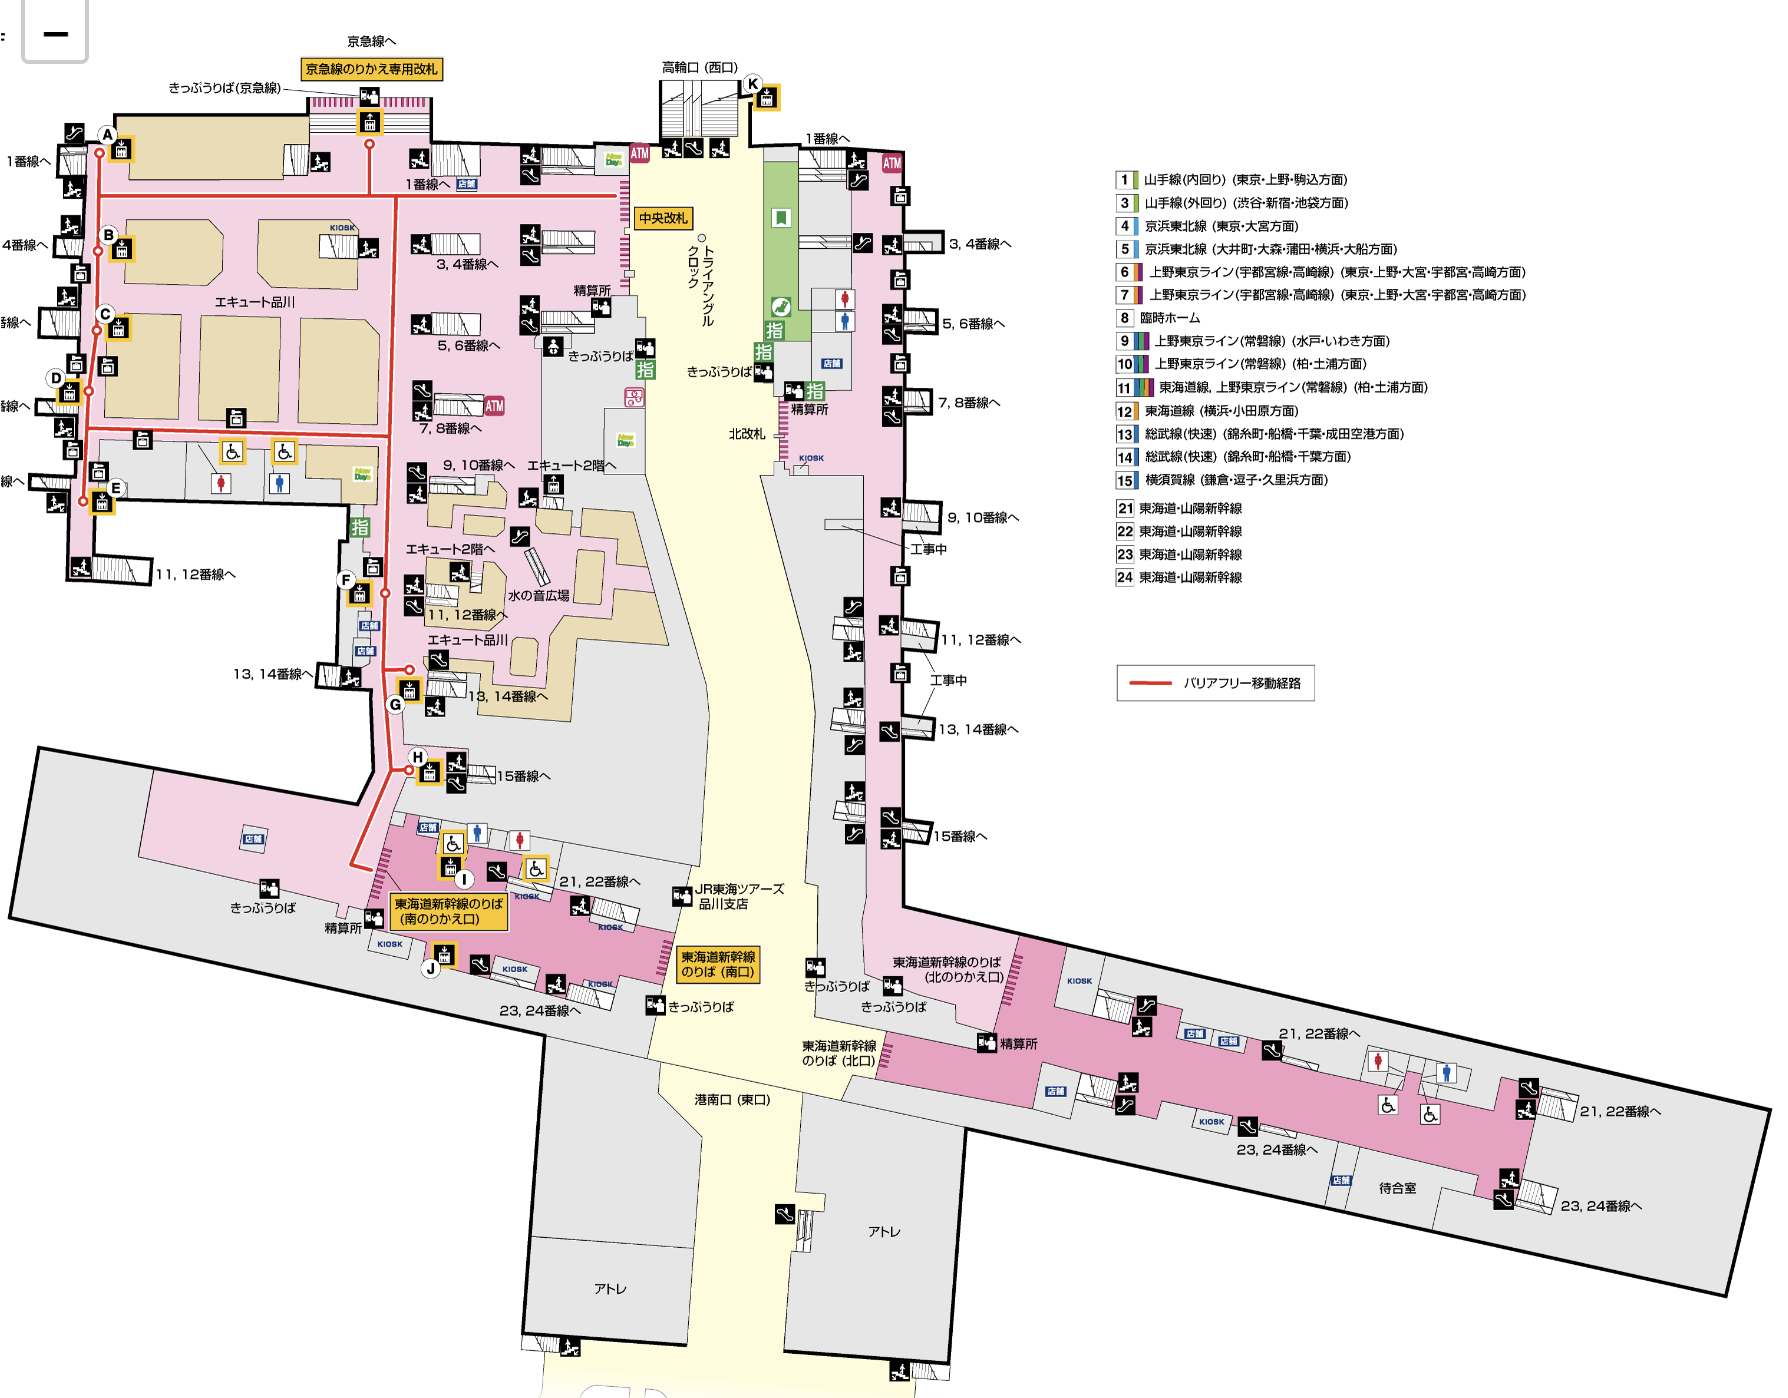 京急線へ
京急線のりかえ専用改札
きっぷうりば(京急線)
高輪口 (西口)
K
A
1番線へ
1番線へ
店舗
New Days
ATM
1番線へ
ATM
中央改札
B
4番線へ
KIOSK
3, 4番線へ
トライアングル
クロック
3, 4番線へ
エキュート品川
精算所
C
番線へ
5, 6番線へ
きっぷうりば
指
指
指
5, 6番線へ
店舗
きっぷうりば
指
精算所
D
番線へ
ATM
7, 8番線へ
7, 8番線へ
New Days
北改札
KIOSK
線へ
E
New Days
9, 10番線へ
エキュート2階へ
指
9, 10番線へ
工事中
エキュート2階へ
11, 12番線へ
F
水の音広場
11, 12番線へ
店舗
店舗
エキュート品川
11, 12番線へ
工事中
13, 14番線へ
G
13, 14番線へ
13, 14番線へ
H
15番線へ
15番線へ
店舗
店舗
I
21, 22番線へ
KIOSK
KIOSK
きっぷうりば
精算所
東海道新幹線のりば
(南のりかえ口)
KIOSK
J
KIOSK
KIOSK
23, 24番線へ
JR東海ツアーズ
品川支店
東海道新幹線
のりば (南口)
きっぷうりば
きっぷうりば
東海道新幹線のりば
(北のりかえ口)
きっぷうりば
精算所
東海道新幹線
のりば (北口)
KIOSK
店舗
店舗
21, 22番線へ
店舗
KIOSK
23, 24番線へ
21, 22番線へ
店舗
待合室
23, 24番線へ
港南口 (東口)
アトレ
アトレ
1 山手線(内回り) (東京・上野・駒込方面)
3 山手線(外回り) (渋谷・新宿・池袋方面)
4 京浜東北線 (東京・大宮方面)
5 京浜東北線 (大井町・大森・蒲田・横浜・大船方面)
6 上野東京ライン(宇都宮線・高崎線) (東京・上野・大宮・宇都宮・高崎方面)
7 上野東京ライン(宇都宮線・高崎線) (東京・上野・大宮・宇都宮・高崎方面)
8 臨時ホーム
9 上野東京ライン(常磐線) (水戸・いわき方面)
10 上野東京ライン(常磐線) (柏・土浦方面)
11 東海道線, 上野東京ライン(常磐線) (柏・土浦方面)
12 東海道線 (横浜・小田原方面)
13 総武線(快速) (錦糸町・船橋・千葉・成田空港方面)
14 総武線(快速) (錦糸町・船橋・千葉方面)
15 横須賀線 (鎌倉・逗子・久里浜方面)
21 東海道・山陽新幹線
22 東海道・山陽新幹線
23 東海道・山陽新幹線
24 東海道・山陽新幹線
バリアフリー移動経路